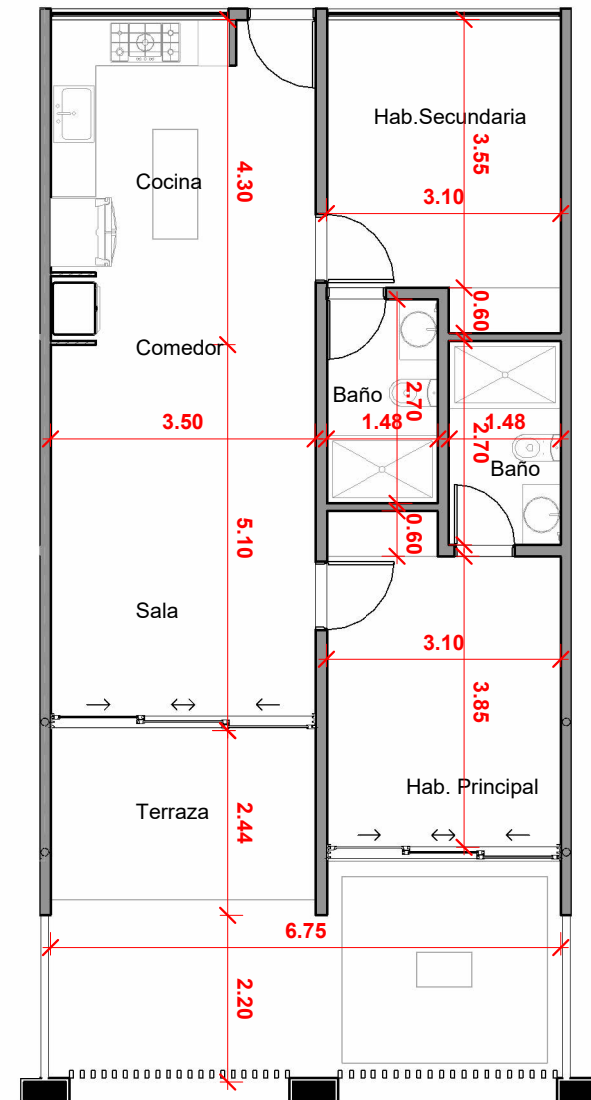 Hab.Secundaria
3.55
4.30
Cocina
3.10
0.60
Comedor
Baño
2.70
3.50
1.48
1.48
2.70
Baño
5.10
0.60
Sala
3.10
3.85
Hab. Principal
Terraza
2.44
6.75
2.20